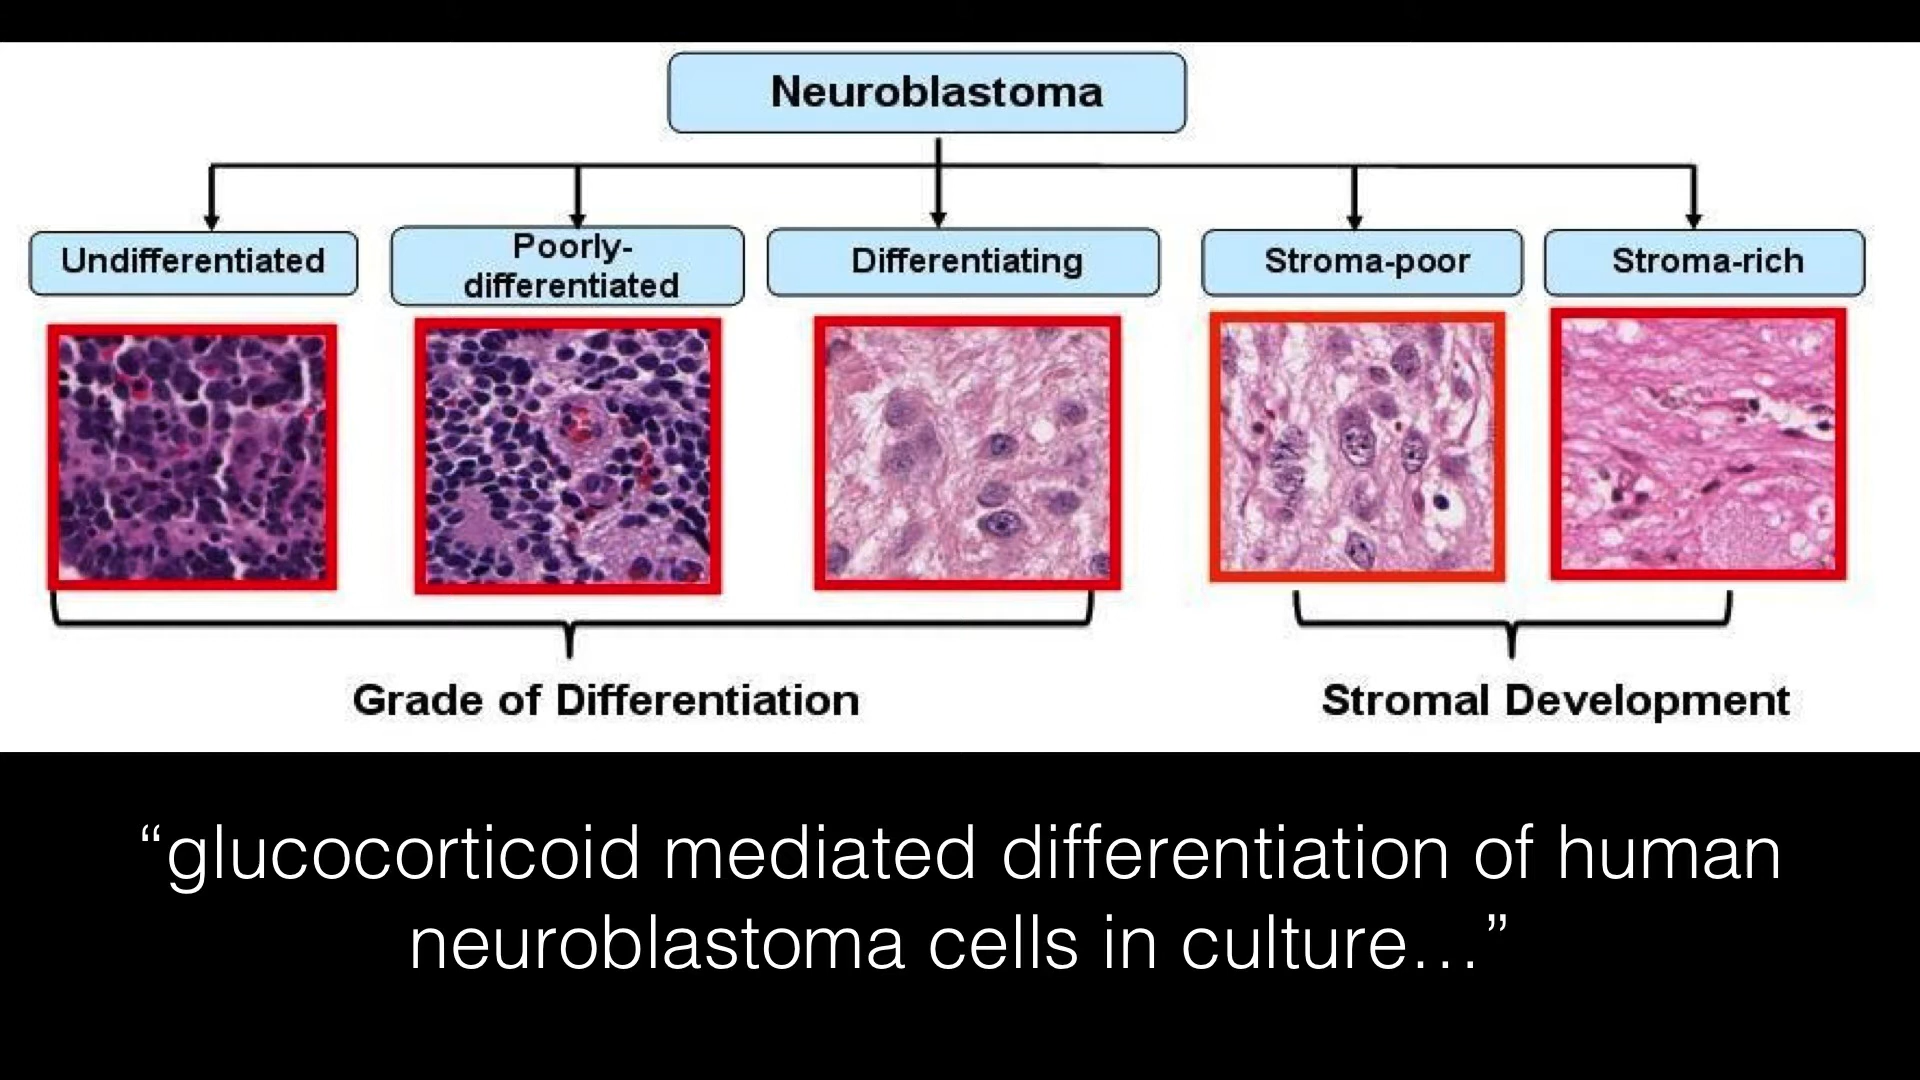 Neuroblastoma
Undifferentiated
Poorly-
differentiated
Differentiating
Stroma-poor
Stroma-rich
Grade of Differentiation
Stromal Development
“glucocorticoid mediated differentiation of human
neuroblastoma cells in culture…”